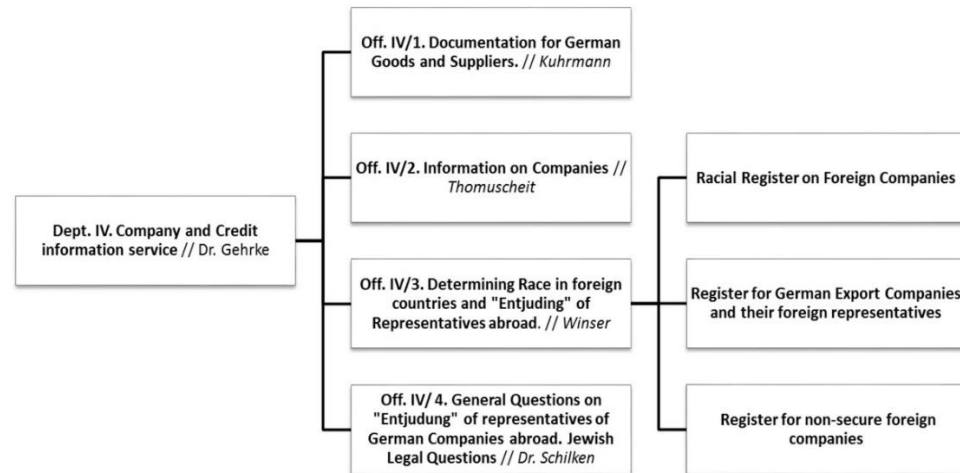 Dept. IV. Company and Credit
information service // Dr. Gehrke
Off. IV/1. Documentation for German
Goods and Suppliers. // Kuhrmann
Off. IV/2. Information on Companies //
Thomuscheit
Off. IV/3. Determining Race in foreign
countries and "Entjuding" of
Representatives abroad. // Winser
Off. IV/ 4. General Questions on
"Entjudung" of representatives of
German Companies abroad. Jewish
Legal Questions // Dr. Schilken
Racial Register on Foreign Companies
Register for German Export Companies
and their foreign representatives
Register for non-secure foreign
companies